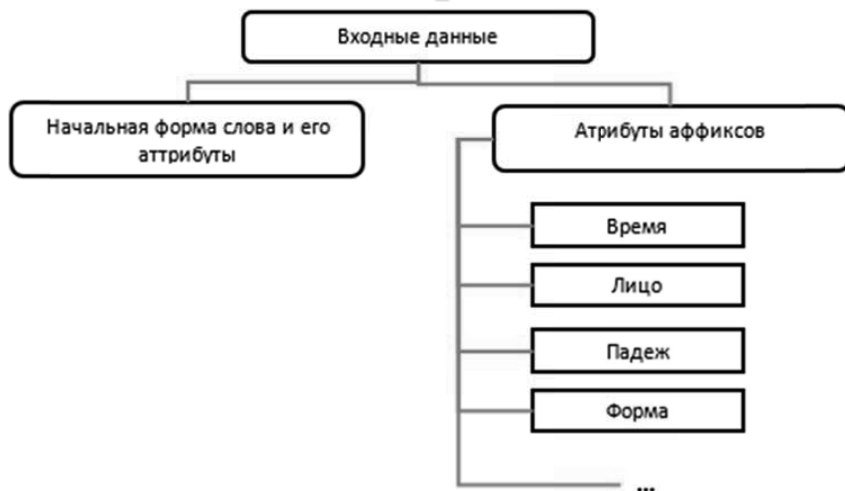 Входные данные
Начальная форма слова и его
аттрибуты
Атрибуты аффиксов
Время
Лицо
Падеж
Форма
...